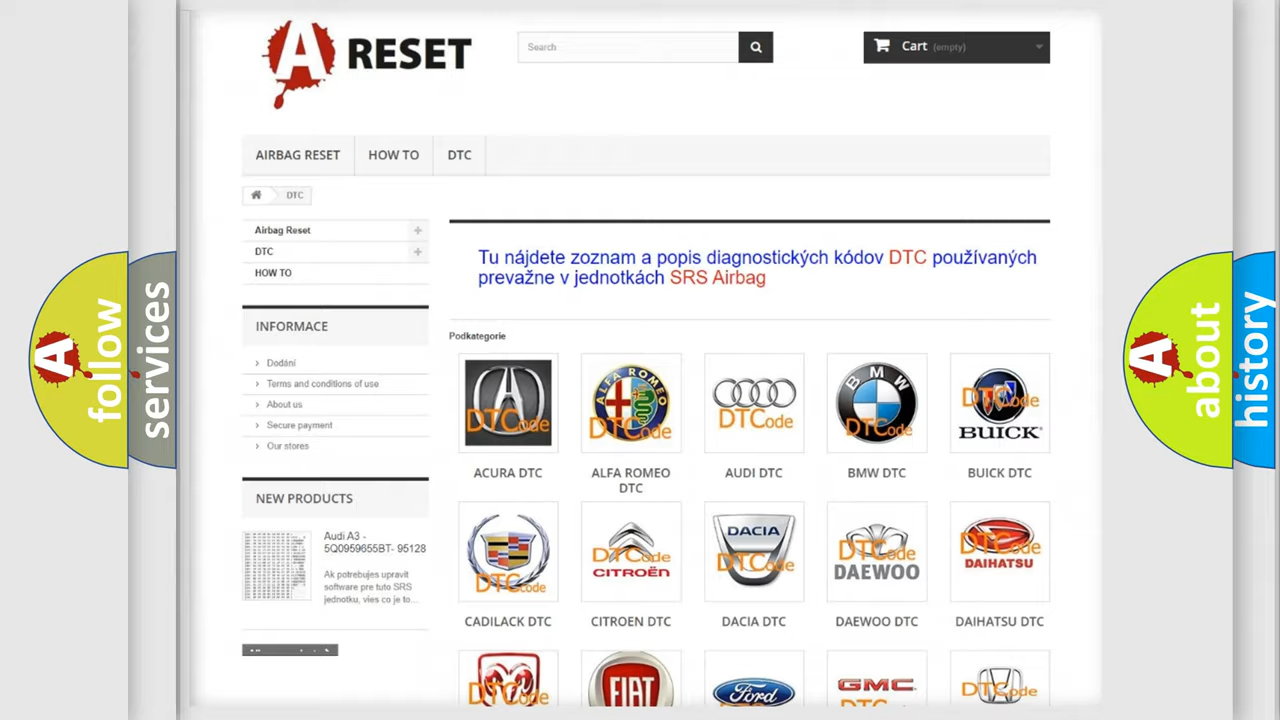 A RESET
Search
Cart (empty)
AIRBAG RESET
HOW TO
DTC
DTC
Airbag Reset
DTC
HOW TO
INFORMACE
Dodání
Terms and conditions of use
About us
Secure payment
Our stores
NEW PRODUCTS
Audi A3 -
5Q0959655BT- 95128
Ak potrebujes upravit
software pre tuto SRS
jednotku, vies co je to...
Tu nájdete zoznam a popis diagnostických kódov DTC používaných
prevažne v jednotkách SRS Airbag
Podkategorie
DTCode
ALFA ROMEO
DTCode
DTCode
BMW
DTCode
DTCode
BUICK
ACURA DTC
ALFA ROMEO
DTC
AUDI DTC
BMW DTC
BUICK DTC
DTCode
DTCode
CITROËN
DACIA
DTCode
DTCode
DAEWOO
DTCode
DAIHATSU
CADILACK DTC
CITROEN DTC
DACIA DTC
DAEWOO DTC
DAIHATSU DTC
DTCode
FIAT
Ford
GMC
DTCode
A follow
services
A about
history